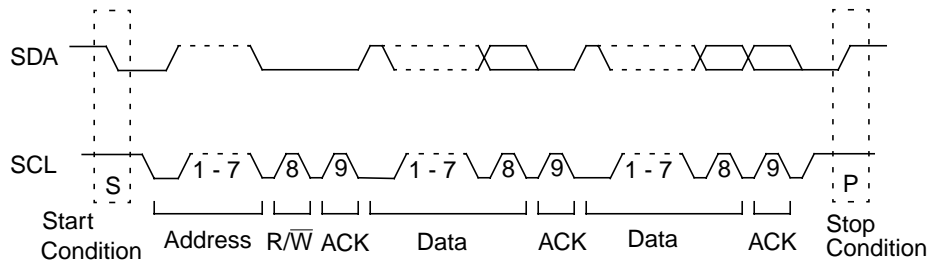 SDA
SCL
1 - 7 8 9 1 - 7 8 9 1 - 7 8 9
S P
Start
Condition
Address R/W̅ ACK Data ACK Data ACK
Stop
Condition